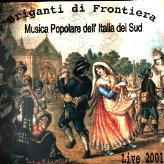 Briganti di Frontiera
Musica Popolare dell' Italia del Sud
Live 2001